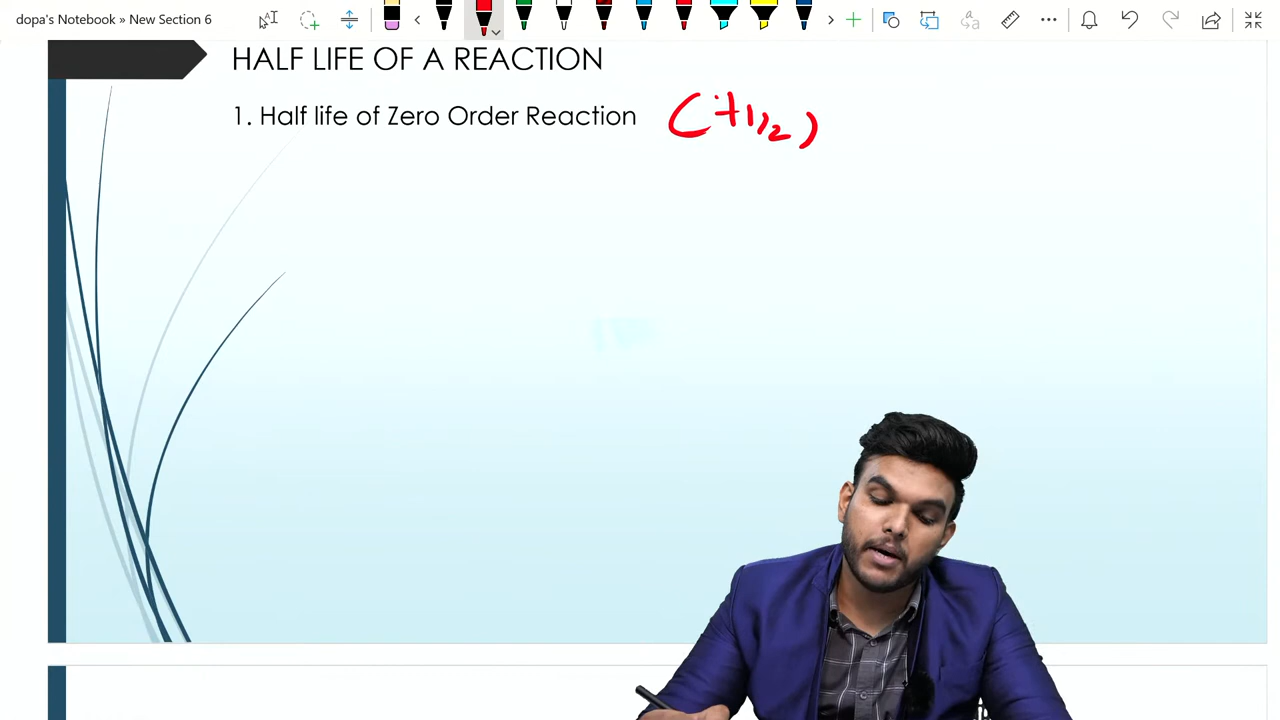 dopa's Notebook » New Section 6
HALF LIFE OF A REACTION
1. Half life of Zero Order Reaction (t1/2)